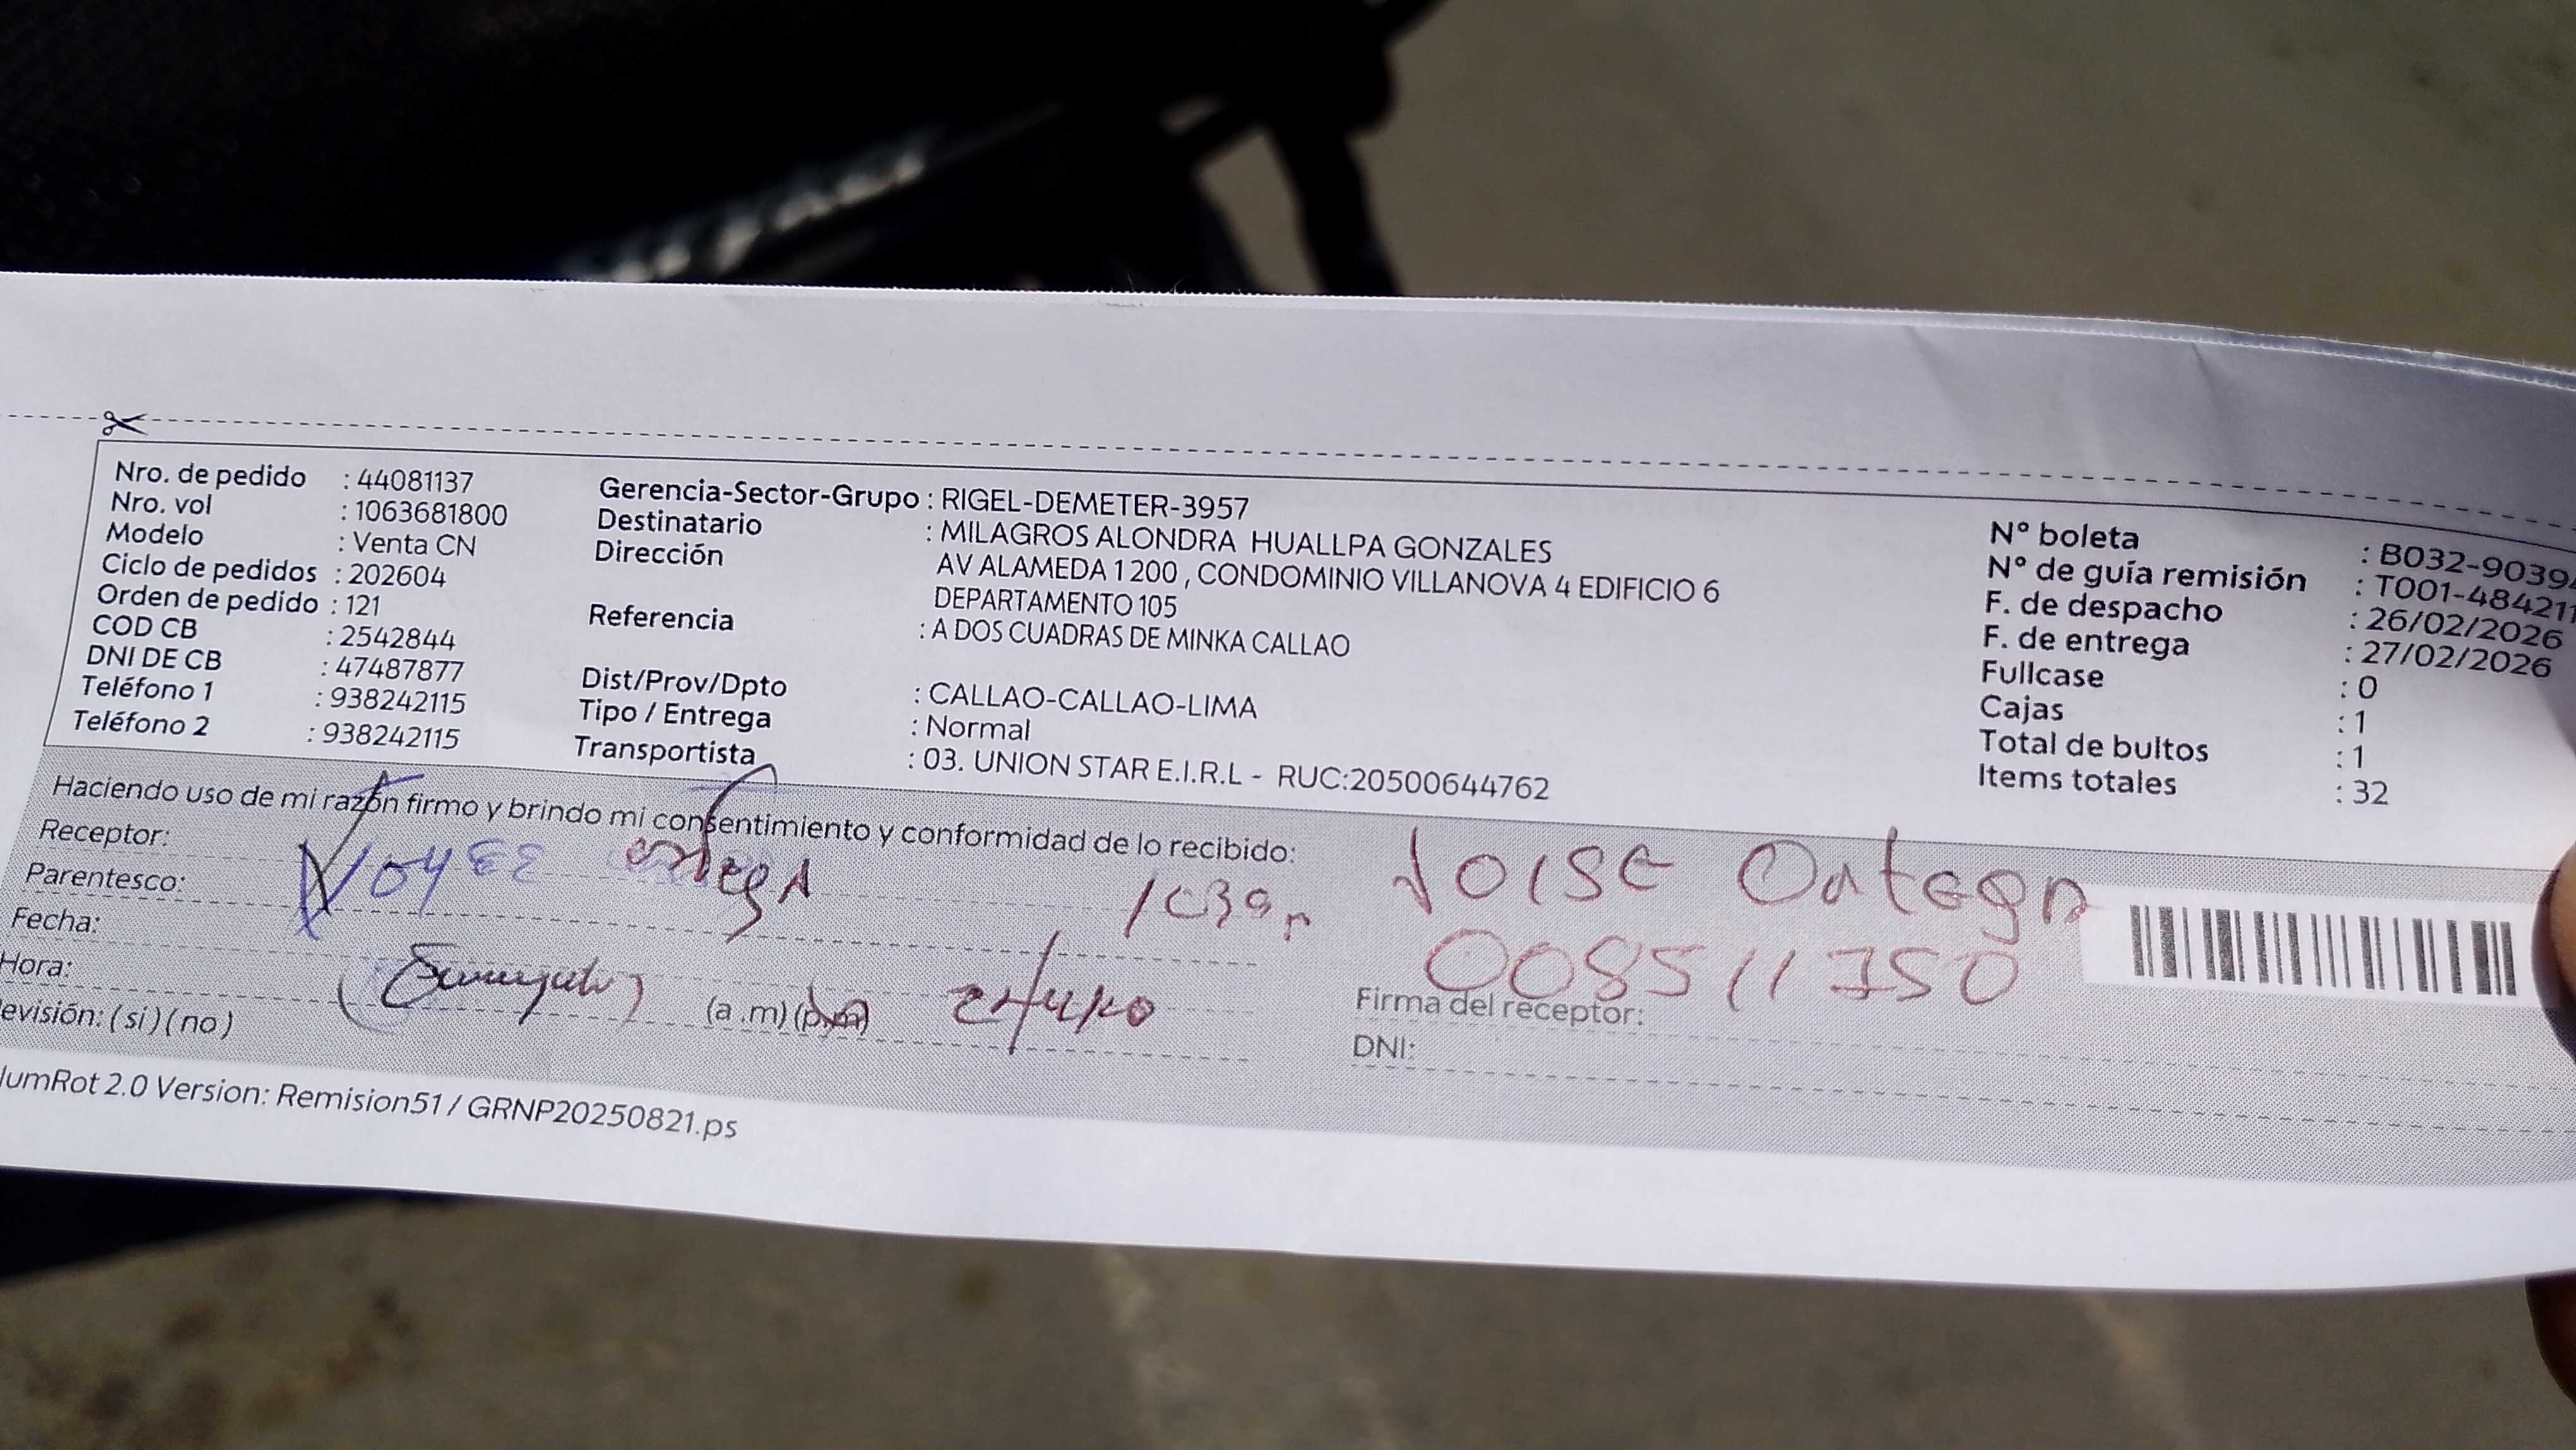 Nro. de pedido : 44081137
Nro. vol : 1063681800
Modelo : Venta CN
Ciclo de pedidos : 202604
Orden de pedido : 121
COD CB : 2542844
DNI DE CB : 47487877
Teléfono 1 : 938242115
Teléfono 2 : 938242115
Gerencia-Sector-Grupo : RIGEL-DEMETER-3957
Destinatario : MILAGROS ALONDRA HUALLPA GONZALES
Dirección AV ALAMEDA 1200 , CONDOMINIO VILLANOVA 4 EDIFICIO 6
DEPARTAMENTO 105
Referencia : A DOS CUADRAS DE MINKA CALLAO
Dist/Prov/Dpto : CALLAO-CALLAO-LIMA
Tipo / Entrega : Normal
Transportista : 03. UNION STAR E.I.R.L - RUC:20500644762
N° boleta : B032-9039
N° de guía remisión : T001-484211
F. de despacho : 26/02/2026
F. de entrega : 27/02/2026
Fullcase : 0
Cajas : 1
Total de bultos : 1
Items totales : 32
Haciendo uso de mi razón firmo y brindo mi consentimiento y conformidad de lo recibido:
Receptor:
Parentesco:
Fecha:
Hora: (a.m) (p.m)
evisión: (si) (no)
Ortega
Firma del receptor:
DNI:
umRot 2.0 Version: Remision51 / GRNP20250821.ps